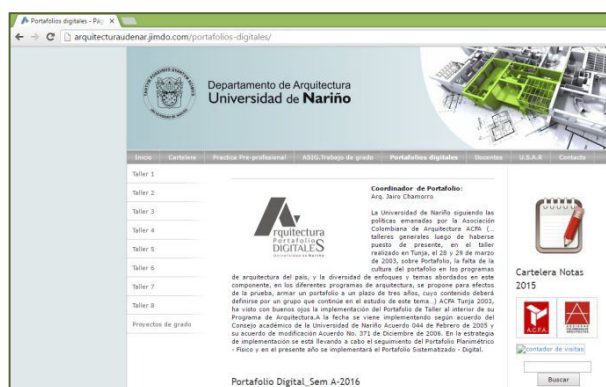 Portafolios digitales - Pág
arquitecturaudenar.jimdo.com/portafolios-digitales/
Departamento de Arquitectura
Universidad de Nariño
Inicio Cartelera Practica Pre-profesional ASIG.Trabajo de grado Portafolios digitales Docentes U.S.A.R Contacto
Taller 1
Taller 2
Taller 3
Taller 4
Taller 5
Taller 6
Taller 7
Taller 8
Proyectos de grado
Arquitectura
Portafolios
DIGITALES
Universidad de Nariño
Coordinador de Portafolio:
Arq. Jairo Chamorro
La Universidad de Nariño siguiendo las
políticas emanadas por la Asociación
Colombiana de Arquitectura ACFA (...
talleres generales luego de haberse
puesto de presente, en el taller
realizado en Tunja, el 28 y 29 de marzo
de 2003, sobre Portafolio, la falta de la
cultura del portafolio en los programas
de arquitectura del país, y la diversidad de enfoques y temas abordados en este
componente, en los diferentes programas de arquitectura, se propone para efectos
de la prueba, armar un portafolio a un plazo de tres años, cuyo contenido deberá
definirse por un grupo que continúe en el estudio de este tema...) ACFA Tunja 2003,
ha visto con buenos ojos la implementación del Portafolio de Taller al interior de su
Programa de Arquitectura.A la fecha se viene implementando según acuerdo del
Consejo académico de la Universidad de Nariño Acuerdo 044 de Febrero de 2005 y
su acuerdo de modificación Acuerdo No. 371 de Diciembre de 2006. En la estrategia
de implementación se está llevando a cabo el seguimiento del Portafolio Planimétrico
- Físico y en el presente año se implementará el Portafolio Sistematizado - Digital.
Portafolio Digital_Sem A-2016
Cartelera Notas
2015
A.C.F.A
contador de visitas
Buscar